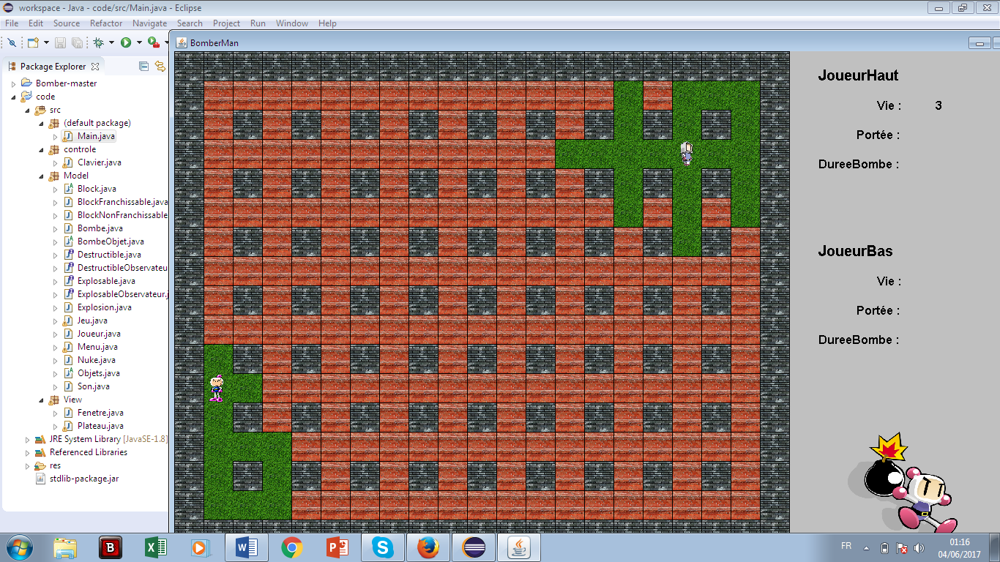 workspace - Java - code/src/Main.java - Eclipse
File Edit Source Refactor Navigate Search Project Run Window Help
BomberMan
Package Explorer
Bomber-master
code
src
(default package)
Main.java
controle
Clavier.java
Model
Block.java
BlockFranchissable.java
BlockNonFranchissable
Bombe.java
BombeObjet.java
Destructible.java
DestructibleObservateu
Explosable.java
ExplosableObservateur.j
Explosion.java
Jeu.java
Joueur.java
Menu.java
Nuke.java
Objets.java
Son.java
View
Fenetre.java
Plateau.java
JRE System Library [JavaSE-1.8]
Referenced Libraries
res
stdlib-package.jar
JoueurHaut
Vie : 3
Portée :
DureeBombe :
JoueurBas
Vie :
Portée :
DureeBombe :
FR
01:16
04/06/2017